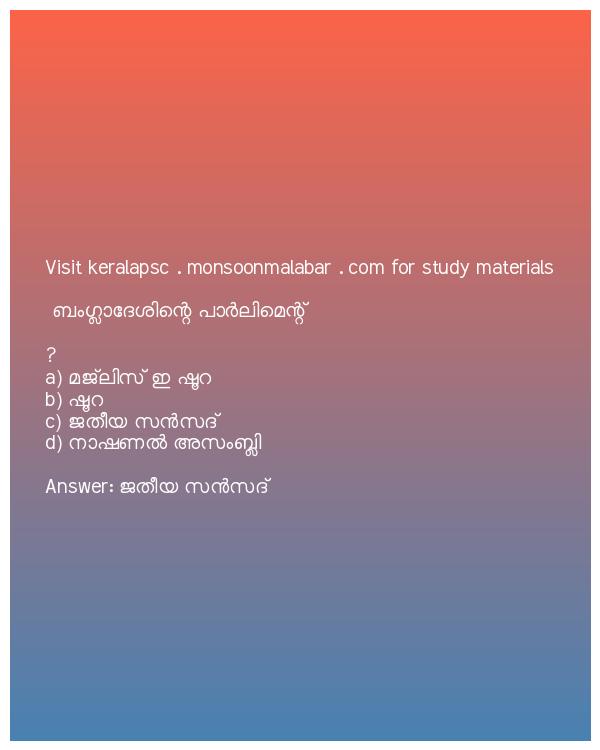 Visit keralapsc . monsoonmalabar . com for study materials
ബംഗ്ലാദേശിന്റെ പാർലിമെന്റ്
?
a) മജ്ലിസ് ഇ ഷൂറ
b) ഷൂറ
c) ജതീയ സൻസദ്
d) നാഷണൽ അസംബ്ലി
Answer: ജതീയ സൻസദ്